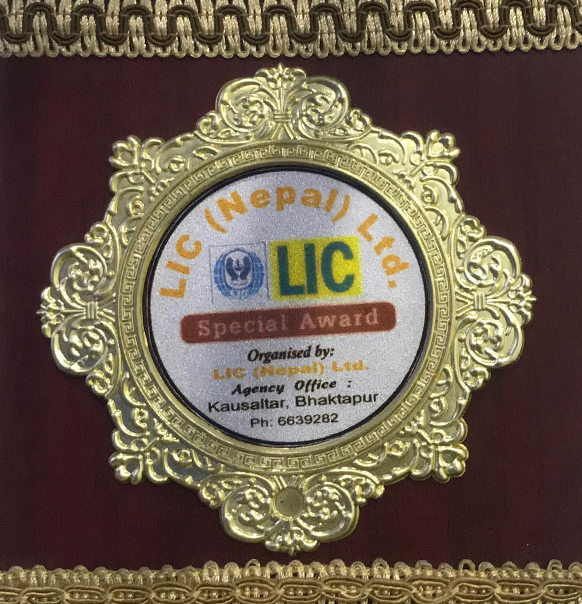 LIC (Nepal) Ltd.
LIC
Special Award
Organised by:
LIC (Nepal) Ltd.
Agency Office :
Kausaltar, Bhaktapur
Ph: 6639282